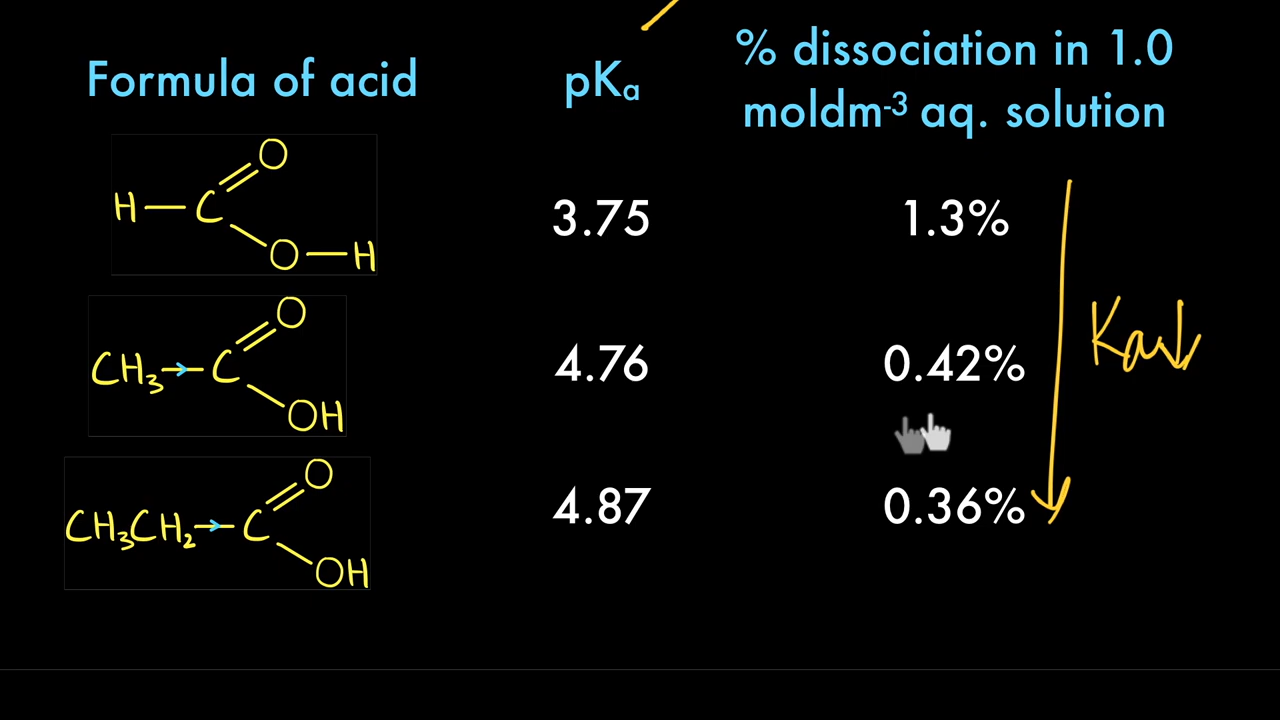 Formula of acid
pKₐ
% dissociation in 1.0
moldm⁻³ aq. solution
O
H — C
O — H
3.75
1.3%
O
CH₃ — C
OH
4.76
0.42%
Ka↓
O
CH₃CH₂ — C
OH
4.87
0.36%